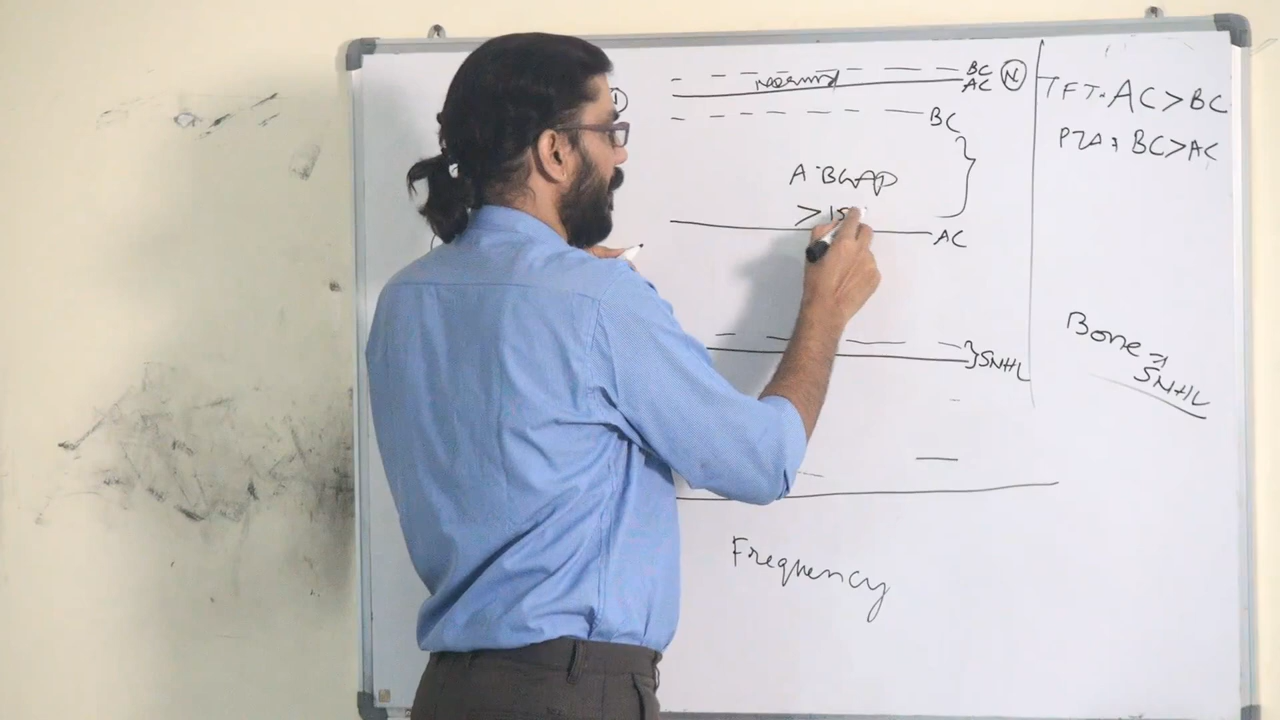 BC
Normal AC N
TFT. AC>BC
BC
PTA: BC>AC
A-B GAP
>15
AC
Bone →
SNHL
SNHL
Frequency